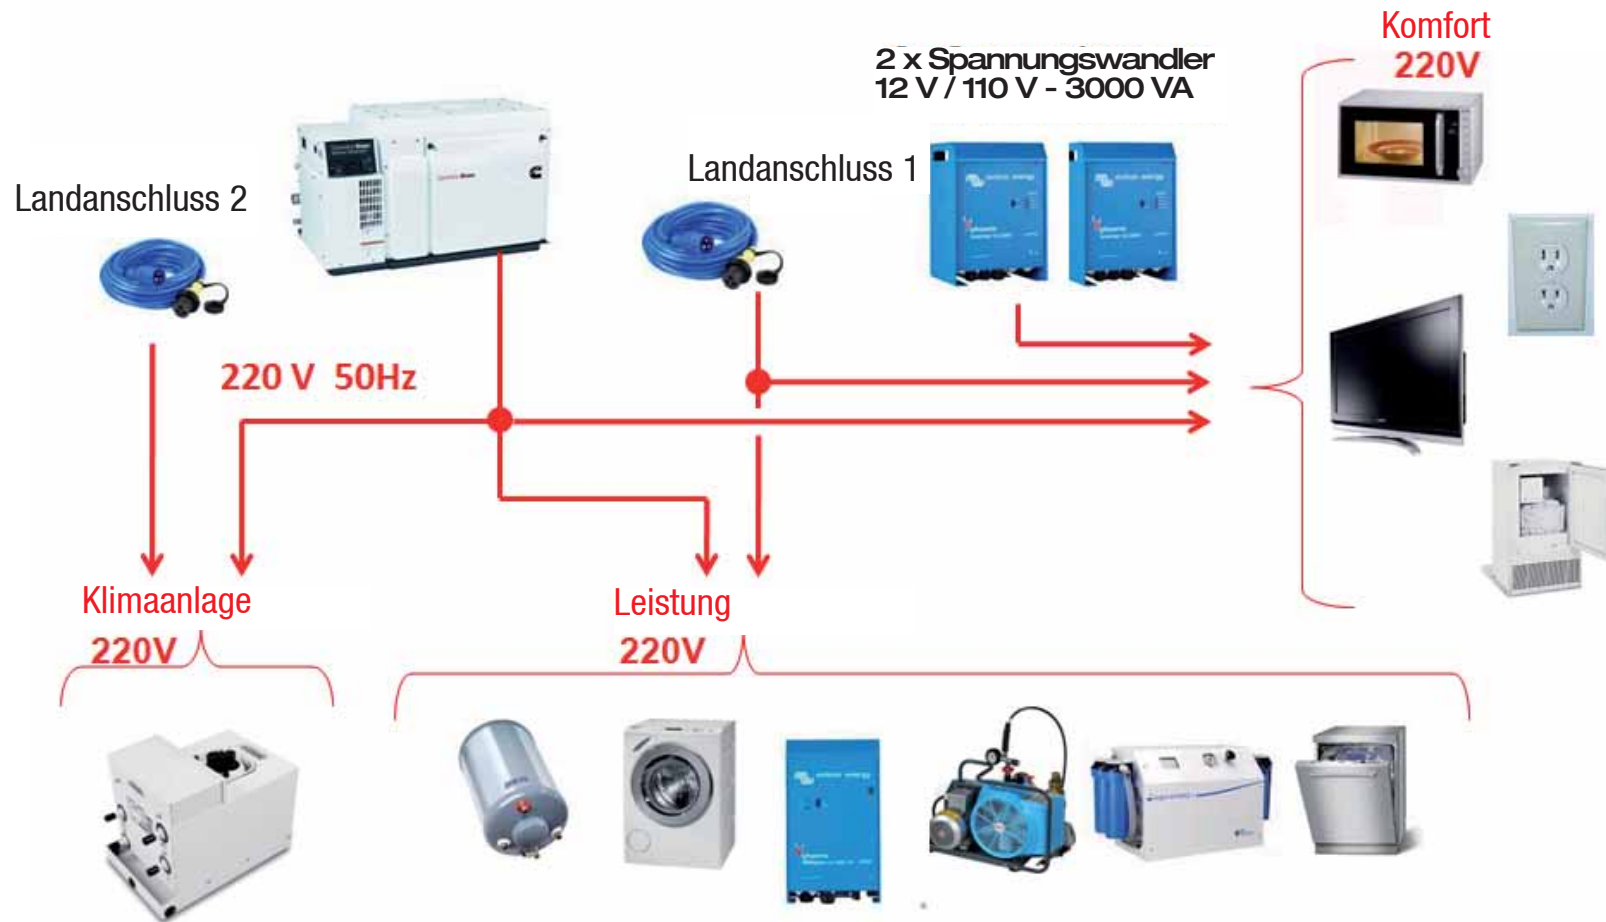 Komfort
220V
2 x Spannungswandler
12 V / 110 V - 3000 VA
Landanschluss 1
Landanschluss 2
220 V 50Hz
Klimaanlage
220V
Leistung
220V